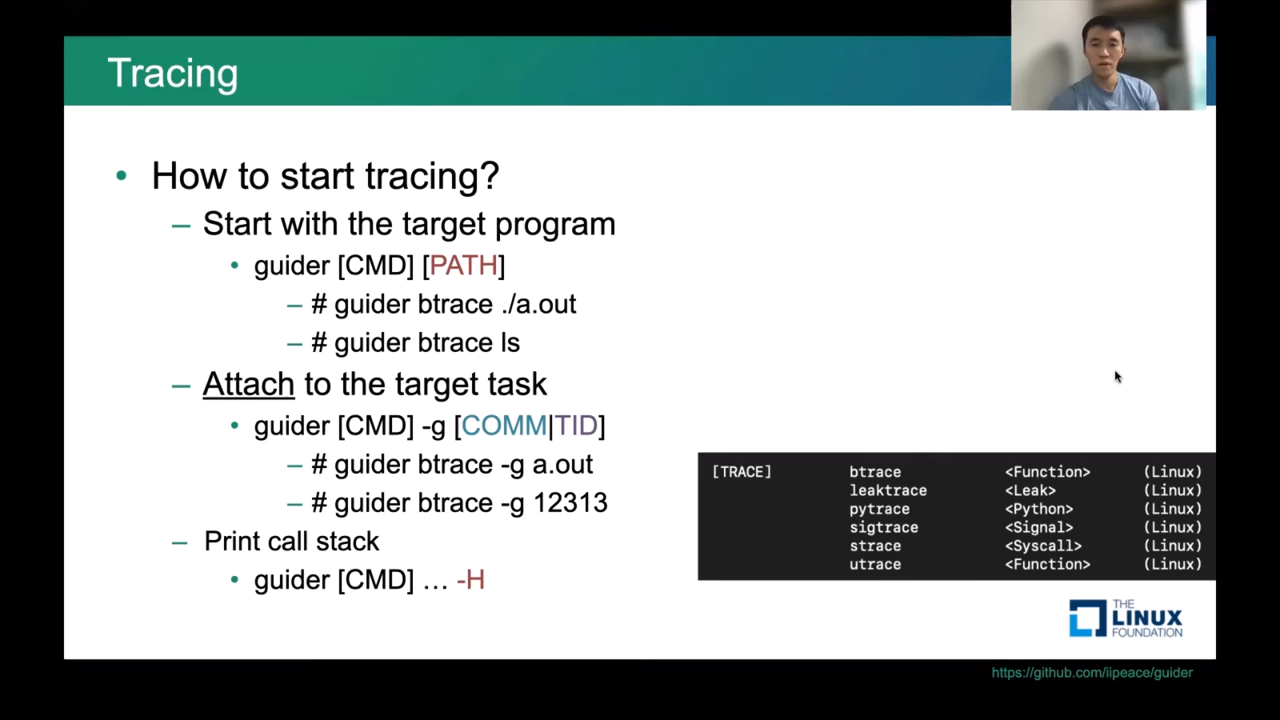 Tracing
• How to start tracing?
– Start with the target program
• guider [CMD] [PATH]
– # guider btrace ./a.out
– # guider btrace ls
– Attach to the target task
• guider [CMD] -g [COMM|TID]
– # guider btrace -g a.out
– # guider btrace -g 12313
– Print call stack
• guider [CMD] … -H
[TRACE] btrace <Function> (Linux)
leaktrace <Leak> (Linux)
pytrace <Python> (Linux)
sigtrace <Signal> (Linux)
strace <Syscall> (Linux)
utrace <Function> (Linux)
THE
LINUX
FOUNDATION
https://github.com/iipeace/guider